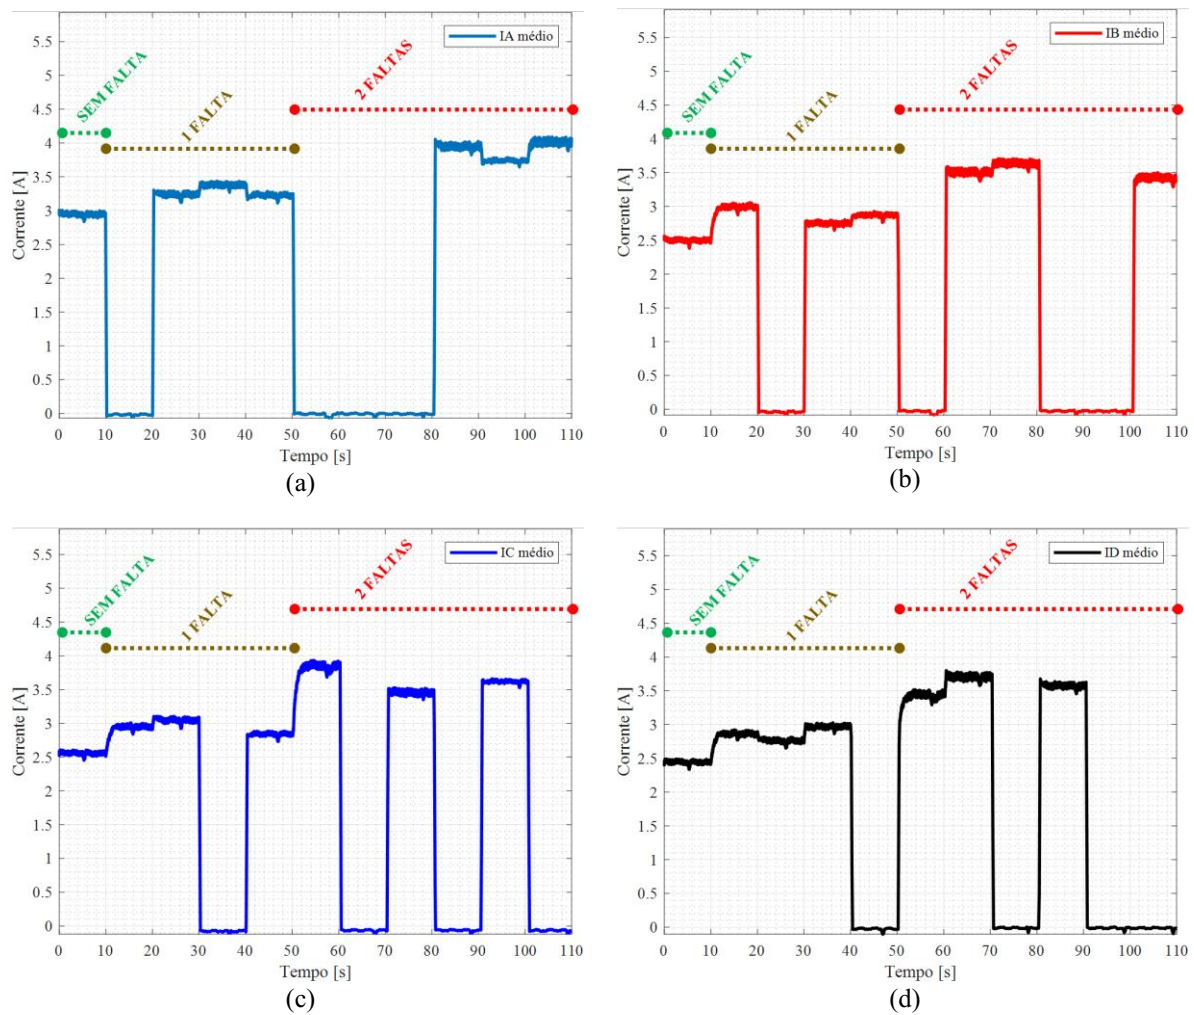 IA médio
SEM FALTA
1 FALTA
2 FALTAS
Corrente [A]
5.5
5
4.5
4
3.5
3
2.5
2
1.5
1
0.5
0
0 10 20 30 40 50 60 70 80 90 100 110
Tempo [s]
(a)
IB médio
SEM FALTA
1 FALTA
2 FALTAS
Corrente [A]
5.5
5
4.5
4
3.5
3
2.5
2
1.5
1
0.5
0
0 10 20 30 40 50 60 70 80 90 100 110
Tempo [s]
(b)
IC médio
SEM FALTA
1 FALTA
2 FALTAS
Corrente [A]
5.5
5
4.5
4
3.5
3
2.5
2
1.5
1
0.5
0
0 10 20 30 40 50 60 70 80 90 100 110
Tempo [s]
(c)
ID médio
SEM FALTA
1 FALTA
2 FALTAS
Corrente [A]
5.5
5
4.5
4
3.5
3
2.5
2
1.5
1
0.5
0
0 10 20 30 40 50 60 70 80 90 100 110
Tempo [s]
(d)